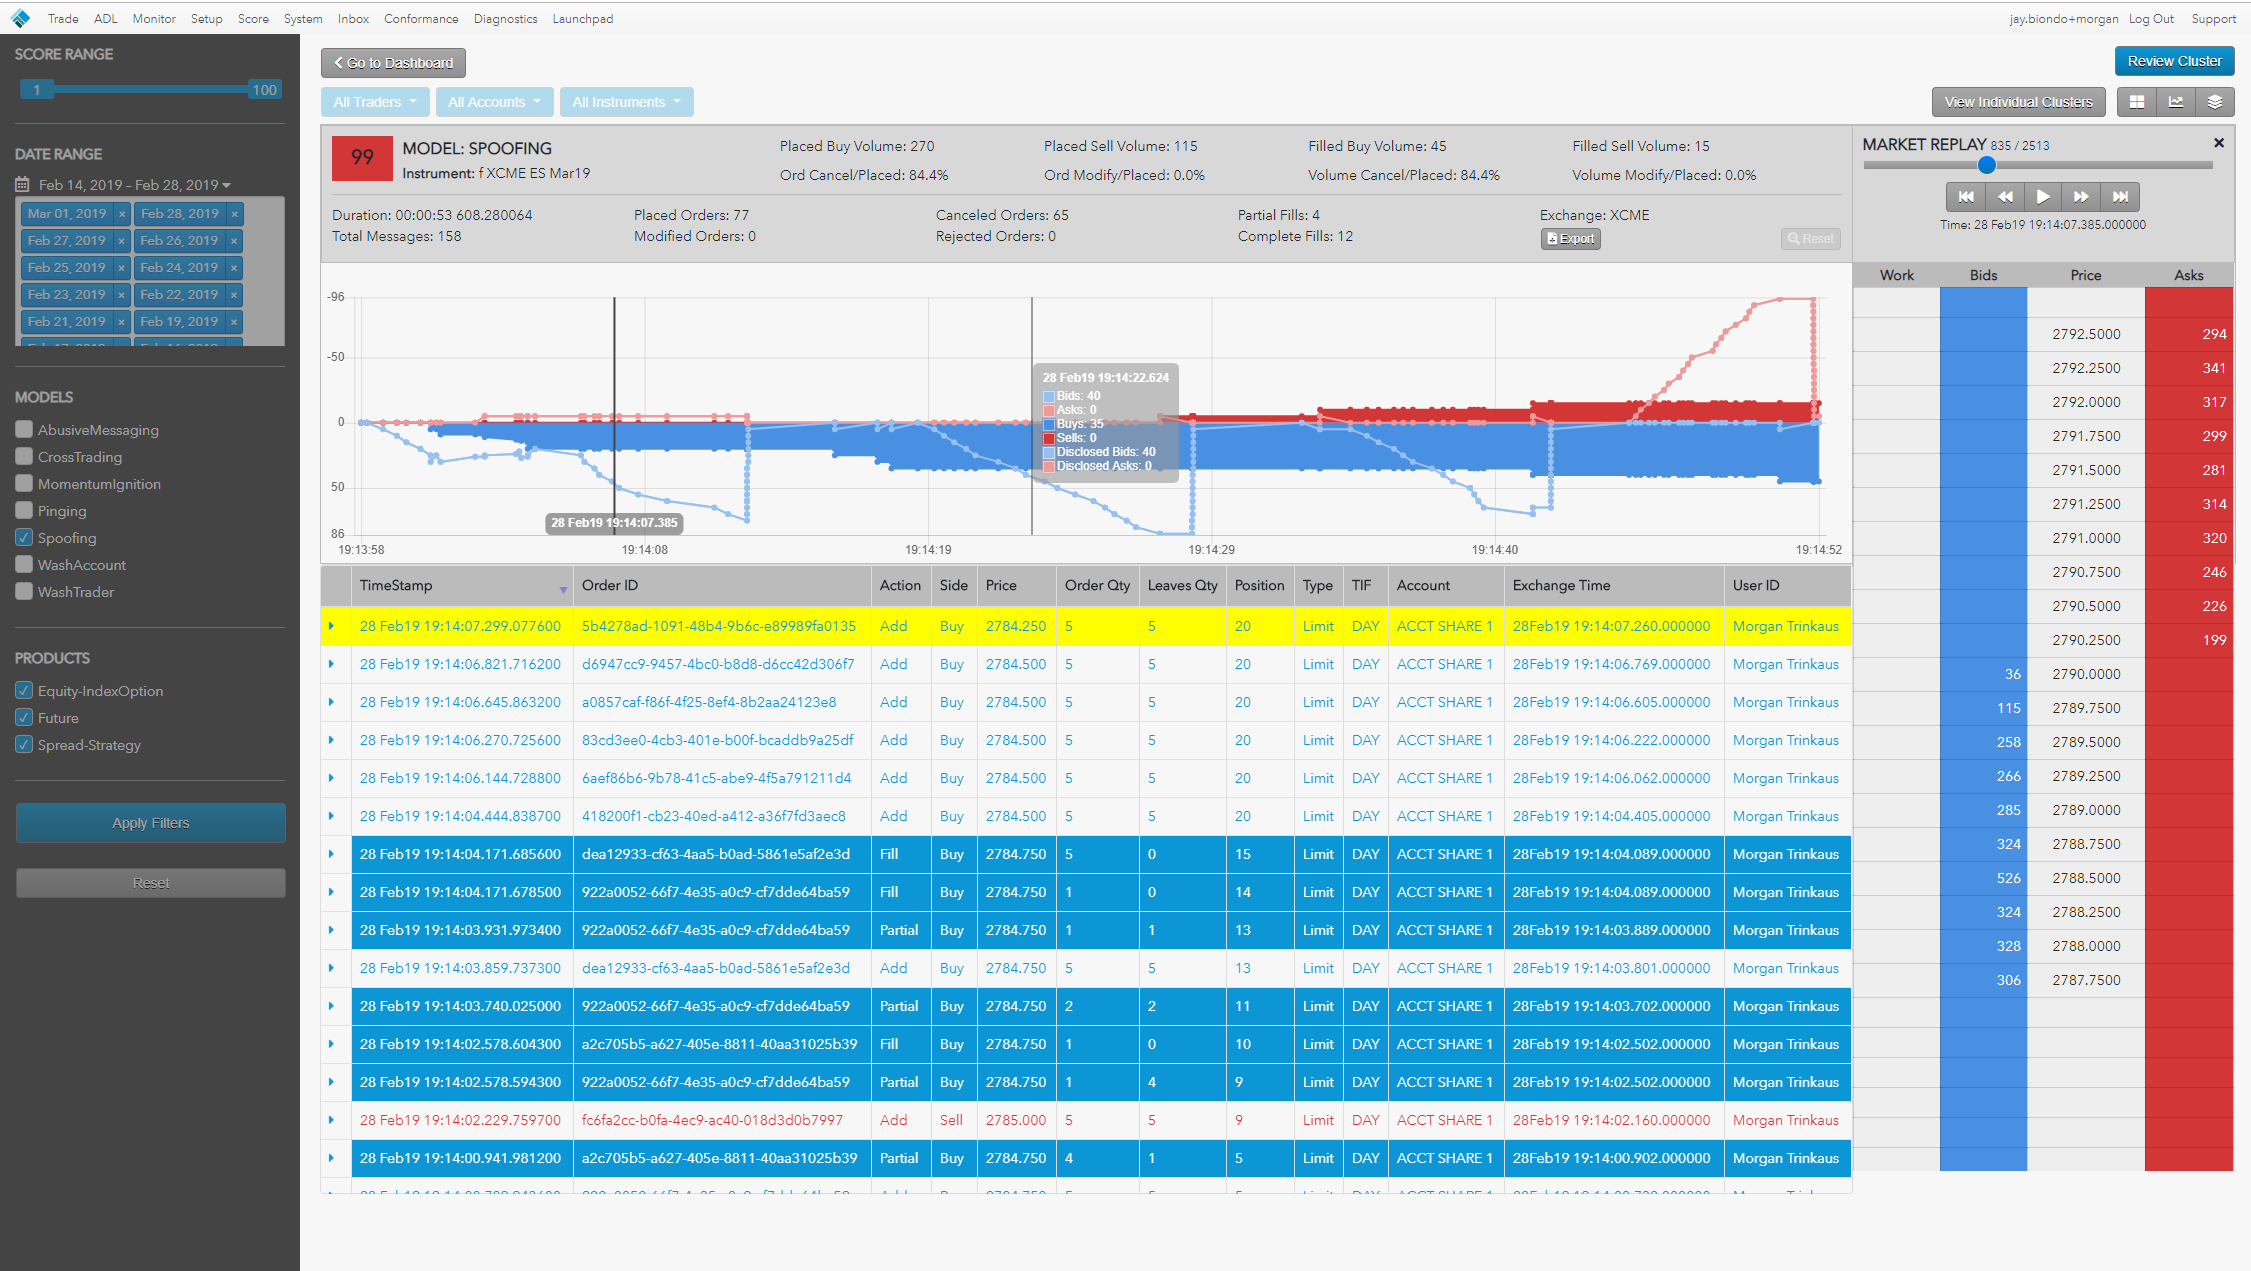 Trade ADL Monitor Setup Score System Inbox Conformance Diagnostics Launchpad jay.biondo+morgan Log Out Support
SCORE RANGE
1 100
DATE RANGE
Feb 14, 2019 - Feb 28, 2019
Mar 01, 2019 × Feb 28, 2019 ×
Feb 27, 2019 × Feb 26, 2019 ×
Feb 25, 2019 × Feb 24, 2019 ×
Feb 23, 2019 × Feb 22, 2019 ×
Feb 21, 2019 × Feb 19, 2019 ×
MODELS
AbusiveMessaging
CrossTrading
MomentumIgnition
Pinging
Spoofing
WashAccount
WashTrader
PRODUCTS
Equity-IndexOption
Future
Spread-Strategy
Apply Filters
Reset
Go to Dashboard Review Cluster
All Traders All Accounts All Instruments View Individual Clusters
99 MODEL: SPOOFING
Instrument: f XCME ES Mar19
Placed Buy Volume: 270 Placed Sell Volume: 115 Filled Buy Volume: 45 Filled Sell Volume: 15
Ord Cancel/Placed: 84.4% Ord Modify/Placed: 0.0% Volume Cancel/Placed: 84.4% Volume Modify/Placed: 0.0%
Duration: 00:00:53 608.280064 Placed Orders: 77 Canceled Orders: 65 Partial Fills: 4 Exchange: XCME
Total Messages: 158 Modified Orders: 0 Rejected Orders: 0 Complete Fills: 12 Export Reset
-96
-50
0
50
86
28 Feb19 19:14:22.624
Bids: 40
Asks: 0
Buys: 35
Sells: 0
Disclosed Bids: 40
Disclosed Asks: 0
28 Feb19 19:14:07.385
19:13:58 19:14:08 19:14:19 19:14:29 19:14:40 19:14:52
TimeStamp Order ID Action Side Price Order Qty Leaves Qty Position Type TIF Account Exchange Time User ID
28 Feb19 19:14:07.299.077600 5b4278ad-1091-48b4-9b6c-e89989fa0135 Add Buy 2784.250 5 5 20 Limit DAY ACCT SHARE 1 28Feb19 19:14:07.260.000000 Morgan Trinkaus
28 Feb19 19:14:06.821.716200 d6947cc9-9457-4bc0-b8d8-d6cc42d306f7 Add Buy 2784.500 5 5 20 Limit DAY ACCT SHARE 1 28Feb19 19:14:06.769.000000 Morgan Trinkaus
28 Feb19 19:14:06.645.863200 a0857caf-f86f-4f25-8ef4-8b2aa24123e8 Add Buy 2784.500 5 5 20 Limit DAY ACCT SHARE 1 28Feb19 19:14:06.605.000000 Morgan Trinkaus
28 Feb19 19:14:06.270.725600 83cd3ee0-4cb3-401e-b00f-bcaddb9a25df Add Buy 2784.500 5 5 20 Limit DAY ACCT SHARE 1 28Feb19 19:14:06.222.000000 Morgan Trinkaus
28 Feb19 19:14:06.144.728800 6aef86b6-9b78-41c5-abe9-4f5a791211d4 Add Buy 2784.500 5 5 20 Limit DAY ACCT SHARE 1 28Feb19 19:14:06.062.000000 Morgan Trinkaus
28 Feb19 19:14:04.444.838700 418200f1-cb23-40ed-a412-a36f7fd3aec8 Add Buy 2784.500 5 5 20 Limit DAY ACCT SHARE 1 28Feb19 19:14:04.405.000000 Morgan Trinkaus
28 Feb19 19:14:04.171.685600 dea12933-cf63-4aa5-b0ad-5861e5af2e3d Fill Buy 2784.750 5 0 15 Limit DAY ACCT SHARE 1 28Feb19 19:14:04.089.000000 Morgan Trinkaus
28 Feb19 19:14:04.171.678500 922a0052-66f7-4e35-a0c9-cf7dde64ba59 Fill Buy 2784.750 1 0 14 Limit DAY ACCT SHARE 1 28Feb19 19:14:04.089.000000 Morgan Trinkaus
28 Feb19 19:14:03.931.973400 922a0052-66f7-4e35-a0c9-cf7dde64ba59 Partial Buy 2784.750 1 1 13 Limit DAY ACCT SHARE 1 28Feb19 19:14:03.889.000000 Morgan Trinkaus
28 Feb19 19:14:03.859.737300 dea12933-cf63-4aa5-b0ad-5861e5af2e3d Add Buy 2784.750 5 5 13 Limit DAY ACCT SHARE 1 28Feb19 19:14:03.801.000000 Morgan Trinkaus
28 Feb19 19:14:03.740.025000 922a0052-66f7-4e35-a0c9-cf7dde64ba59 Partial Buy 2784.750 2 2 11 Limit DAY ACCT SHARE 1 28Feb19 19:14:03.702.000000 Morgan Trinkaus
28 Feb19 19:14:02.578.604300 a2c705b5-a627-405e-8811-40aa31025b39 Fill Buy 2784.750 1 0 10 Limit DAY ACCT SHARE 1 28Feb19 19:14:02.502.000000 Morgan Trinkaus
28 Feb19 19:14:02.578.594300 922a0052-66f7-4e35-a0c9-cf7dde64ba59 Partial Buy 2784.750 1 4 9 Limit DAY ACCT SHARE 1 28Feb19 19:14:02.502.000000 Morgan Trinkaus
28 Feb19 19:14:02.229.759700 fc6fa2cc-b0fa-4ec9-ac40-018d3d0b7997 Add Sell 2785.000 5 5 9 Limit DAY ACCT SHARE 1 28Feb19 19:14:02.160.000000 Morgan Trinkaus
28 Feb19 19:14:00.941.981200 a2c705b5-a627-405e-8811-40aa31025b39 Partial Buy 2784.750 4 1 5 Limit DAY ACCT SHARE 1 28Feb19 19:14:00.902.000000 Morgan Trinkaus
MARKET REPLAY 835 / 2513 ×
Time: 28 Feb19 19:14:07.385.000000
Work Bids Price Asks
2792.5000 294
2792.2500 341
2792.0000 317
2791.7500 299
2791.5000 281
2791.2500 314
2791.0000 320
2790.7500 246
2790.5000 226
2790.2500 199
36 2790.0000
115 2789.7500
258 2789.5000
266 2789.2500
285 2789.0000
324 2788.7500
526 2788.5000
324 2788.2500
328 2788.0000
306 2787.7500